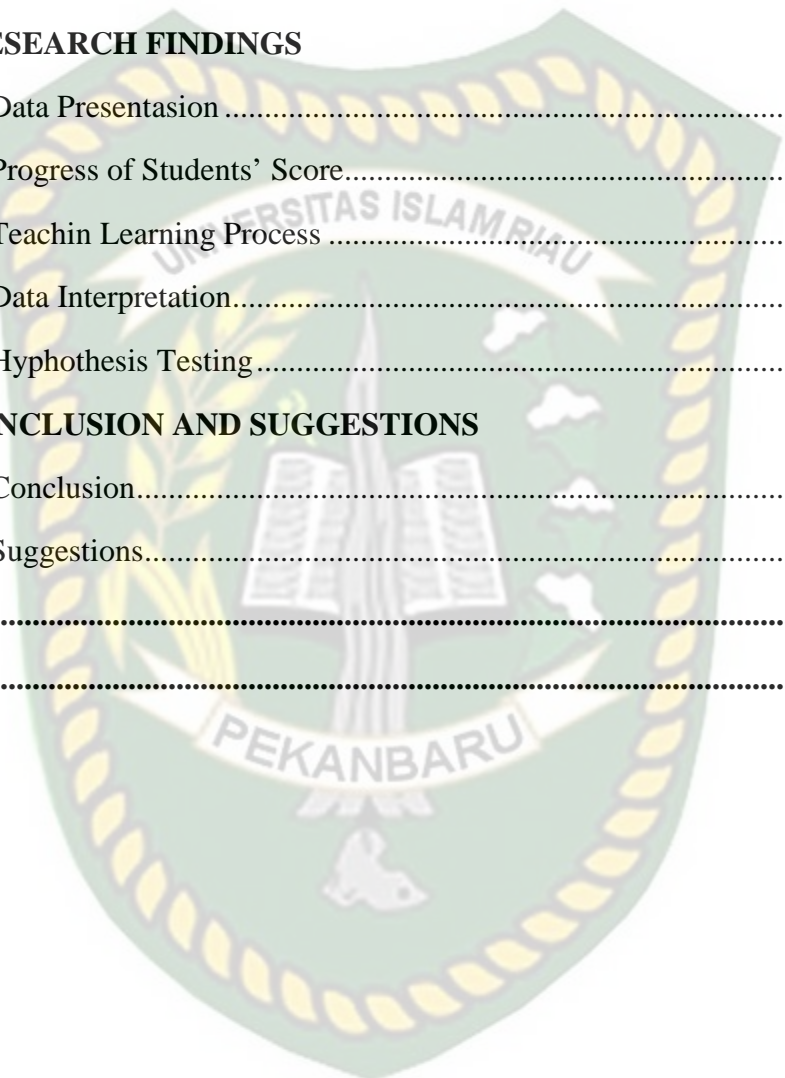 ESEARCH FINDINGS
Data Presentasion ..............................................................................
Progress of Students’ Score..............................................................
UNIVERSITAS ISLAM RIAU
Teachin Learning Process ................................................................
Data Interpretation.............................................................................
Hyphothesis Testing..........................................................................
NCLUSION AND SUGGESTIONS
Conclusion.........................................................................................
Suggestions........................................................................................
..........................................................................................................
..........................................................................................................
PEKANBARU